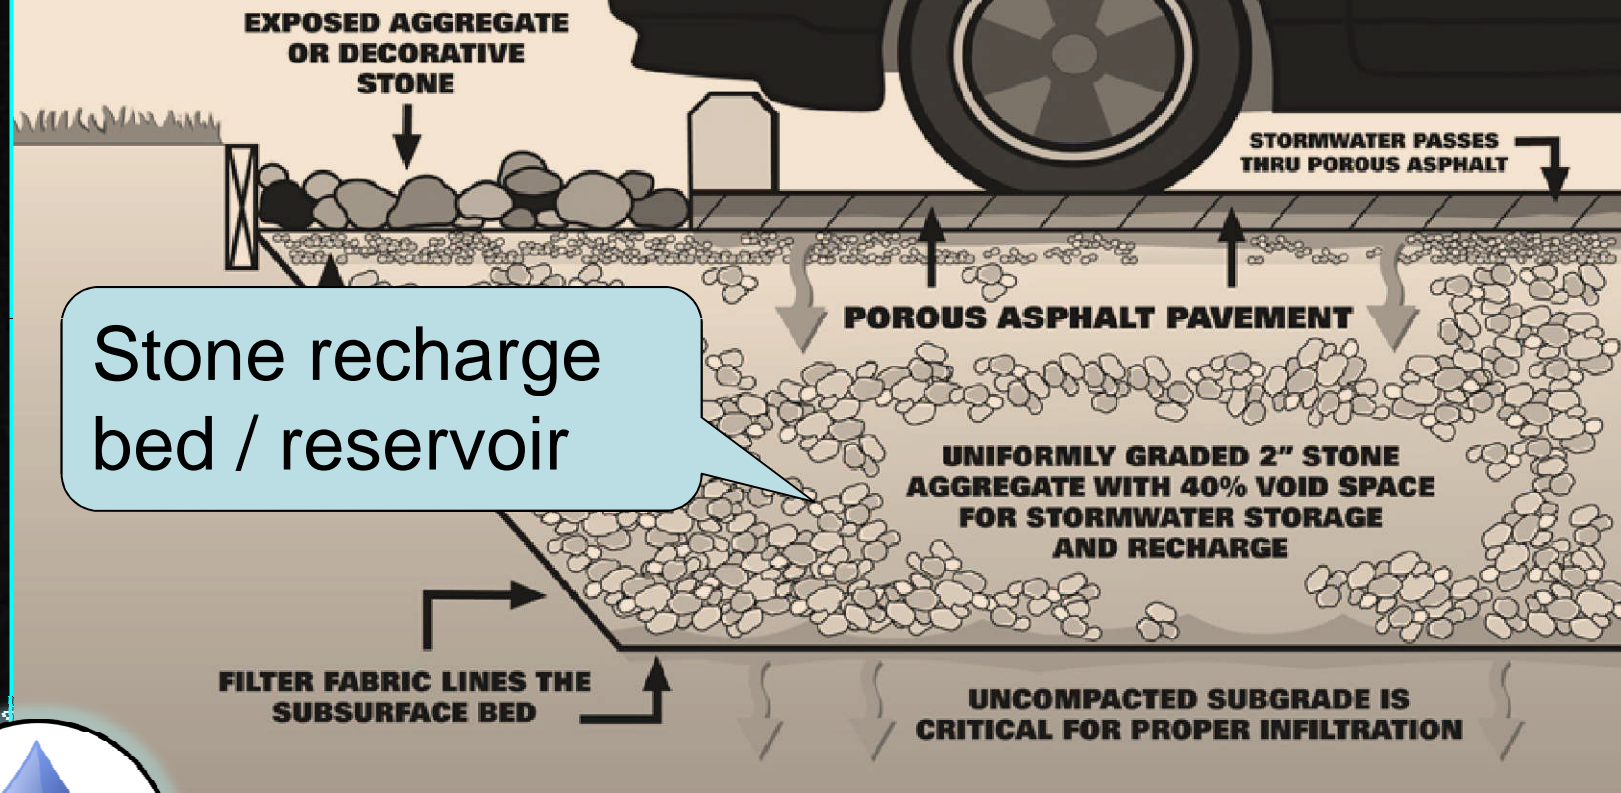 EXPOSED AGGREGATE
OR DECORATIVE
STONE
STORMWATER PASSES
THRU POROUS ASPHALT
POROUS ASPHALT PAVEMENT
Stone recharge
bed / reservoir
UNIFORMLY GRADED 2" STONE
AGGREGATE WITH 40% VOID SPACE
FOR STORMWATER STORAGE
AND RECHARGE
FILTER FABRIC LINES THE
SUBSURFACE BED
UNCOMPACTED SUBGRADE IS
CRITICAL FOR PROPER INFILTRATION